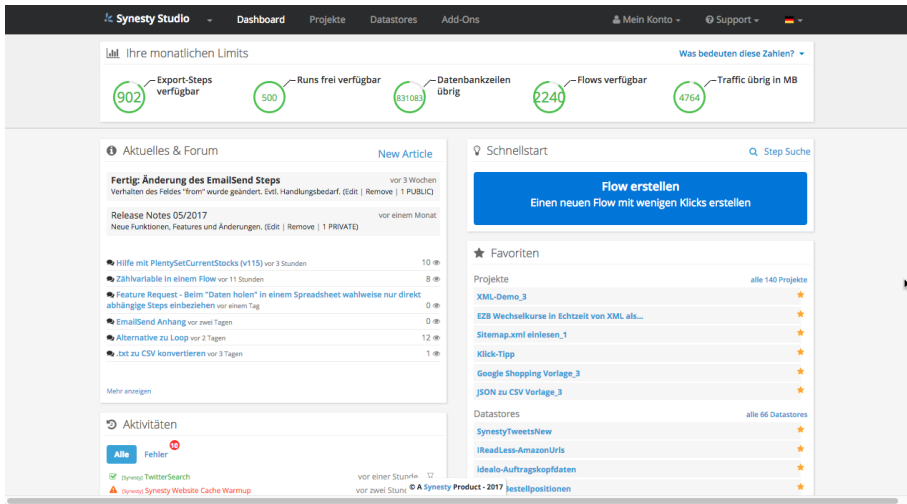 Synesty Studio Dashboard Projekte Datastores Add-Ons Mein Konto Support
Ihre monatlichen Limits Was bedeuten diese Zahlen?
902 Export-Steps verfügbar
500 Runs frei verfügbar
831083 Datenbankzeilen übrig
2240 Flows verfügbar
4764 Traffic übrig in MB
Aktuelles & Forum New Article
Fertig: Änderung des EmailSend Steps vor 3 Wochen
Verhalten des Feldes "from" wurde geändert. Evtl. Handlungsbedarf. (Edit | Remove | 1 PUBLIC)
Release Notes 05/2017 vor einem Monat
Neue Funktionen, Features und Änderungen. (Edit | Remove | 1 PRIVATE)
Hilfe mit PlentySetCurrentStocks (v115) vor 3 Stunden 10
Zählvariable in einem Flow vor 11 Stunden 8
Feature Request - Beim "Daten holen" in einem Spreadsheet wahlweise nur direkt
abhängige Steps einbeziehen vor einem Tag 0
EmailSend Anhang vor zwei Tagen 0
Alternative zu Loop vor 2 Tagen 12
.txt zu CSV konvertieren vor 3 Tagen 1
Mehr anzeigen
Aktivitäten
Alle Fehler 10
(Synesty) TwitterSearch vor einer Stunde
(Synesty) Synesty Website Cache Warmup vor zwei
Schnellstart Step Suche
Flow erstellen
Einen neuen Flow mit wenigen Klicks erstellen
Favoriten
Projekte alle 140 Projekte
XML-Demo_3
EZB Wechselkurse in Echtzeit von XML als...
Sitemap.xml einlesen_1
Klick-Tipp
Google Shopping Vorlage_3
JSON zu CSV Vorlage_3
Datastores alle 66 Datastores
SynestyTweetsNew
IReadLess-AmazonUrls
idealo-Auftragskopfdaten
Bestellpositionen
© A Synesty Product - 2017